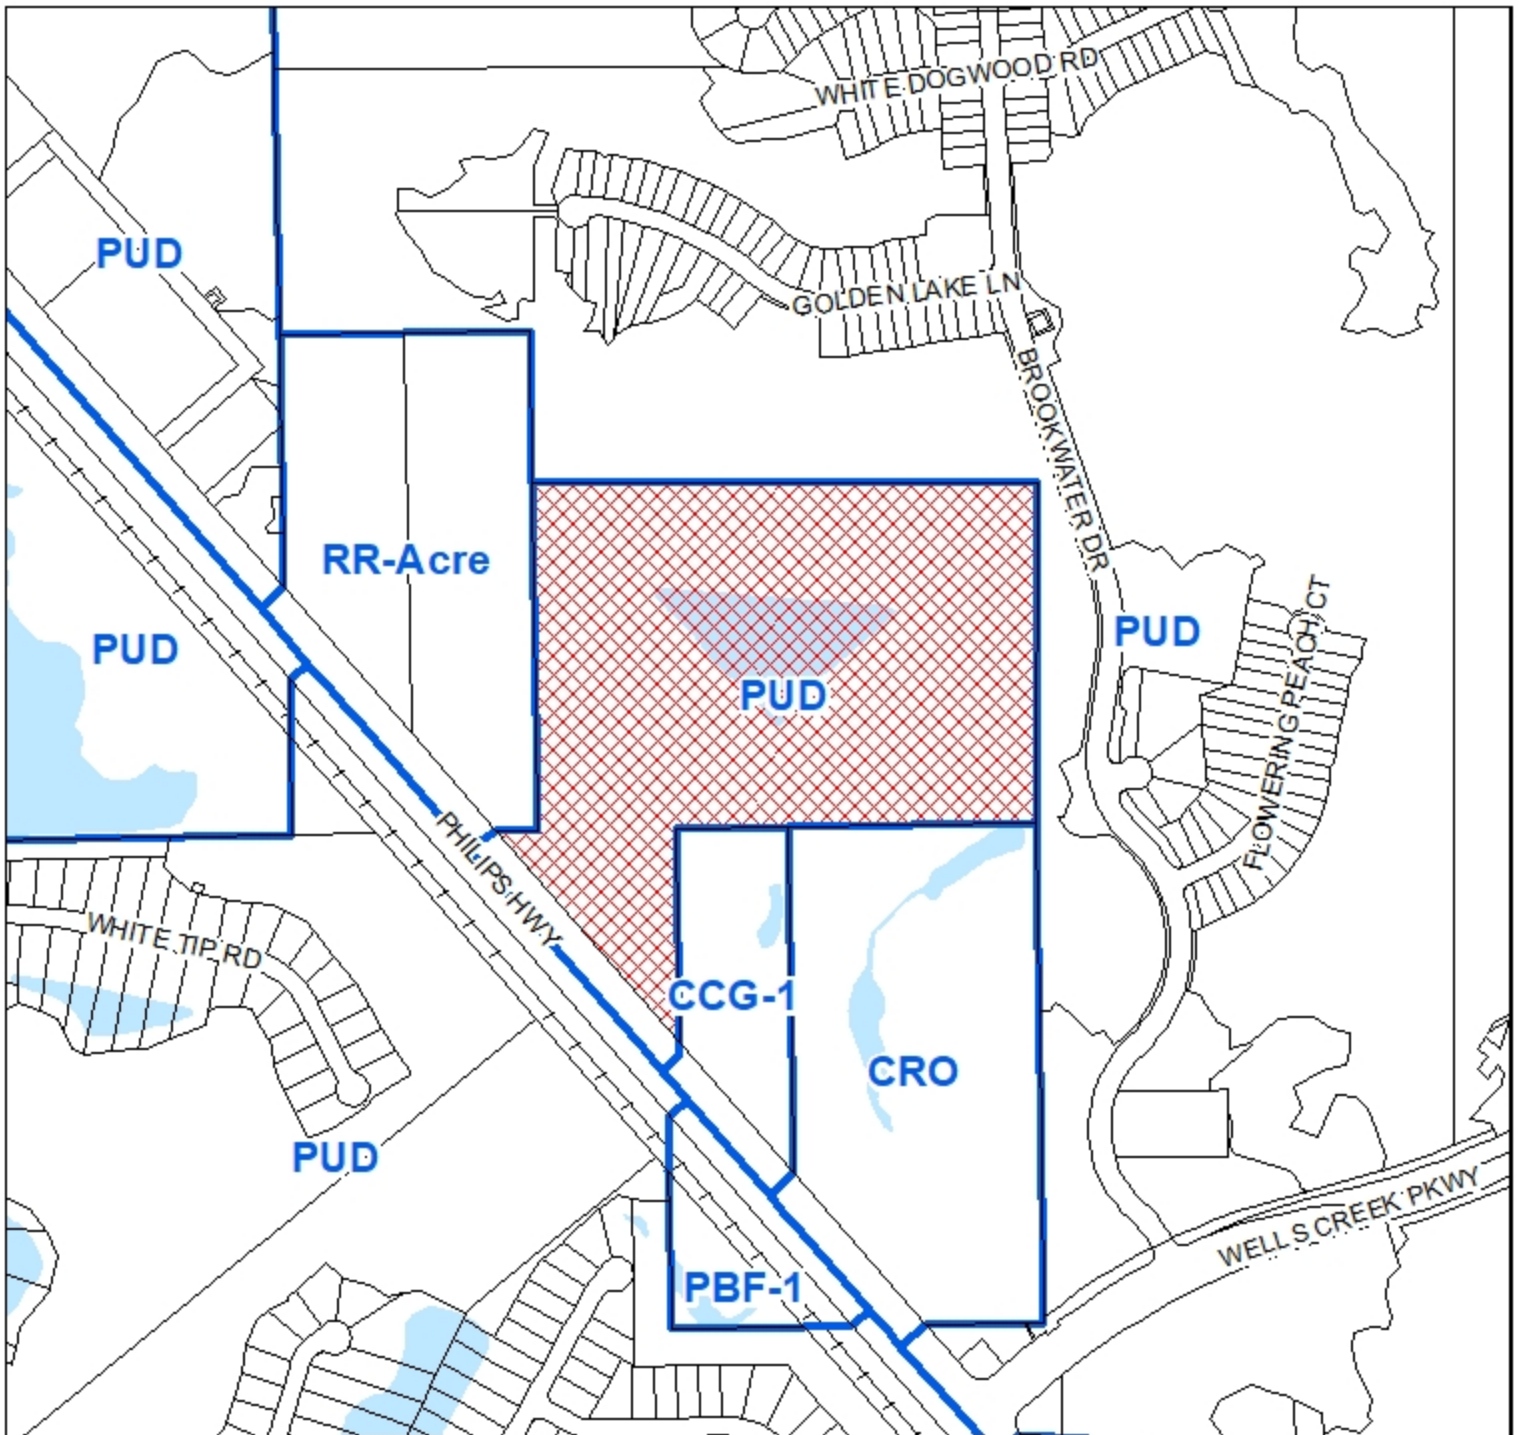 WHITE DOGWOOD RD
PUD
GOLDEN LAKE LN
BROOKWATER DR
RR-Acre
PUD
PUD
PUD
FLOWERING PEACH CT
PHILIPS HWY
WHITE TIP RD
CCG-1
CRO
PUD
WELLS CREEK PKWY
PBF-1